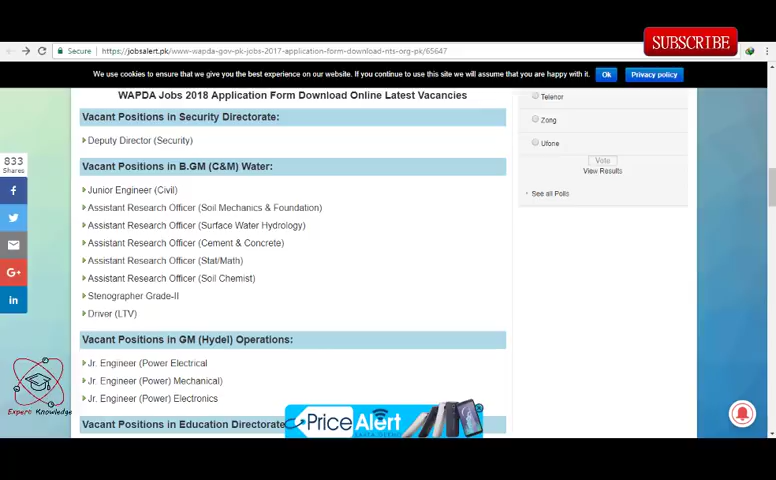 SUBSCRIBE
Secure
https://jobsalert.pk/www-wapda-gov-pk-jobs-2017-application-form-download-nts-org-pk/65647
We use cookies to ensure that we give you the best experience on our website. If you continue to use this site we will assume that you are happy with it.
Ok
Privacy policy
WAPDA Jobs 2018 Application Form Download Online Latest Vacancies
Vacant Positions in Security Directorate:
Deputy Director (Security)
Vacant Positions in B.GM (C&M) Water:
Junior Engineer (Civil)
Assistant Research Officer (Soil Mechanics & Foundation)
Assistant Research Officer (Surface Water Hydrology)
Assistant Research Officer (Cement & Concrete)
Assistant Research Officer (Stat/Math)
Assistant Research Officer (Soil Chemist)
Stenographer Grade-II
Driver (LTV)
Vacant Positions in GM (Hydel) Operations:
Jr. Engineer (Power Electrical
Jr. Engineer (Power) Mechanical)
Jr. Engineer (Power) Electronics
Vacant Positions in Education Directorate
Telenor
Zong
Ufone
Vote
View Results
See all Polls
833
Shares
f
G+
in
Expert Knowledge
PriceAlert